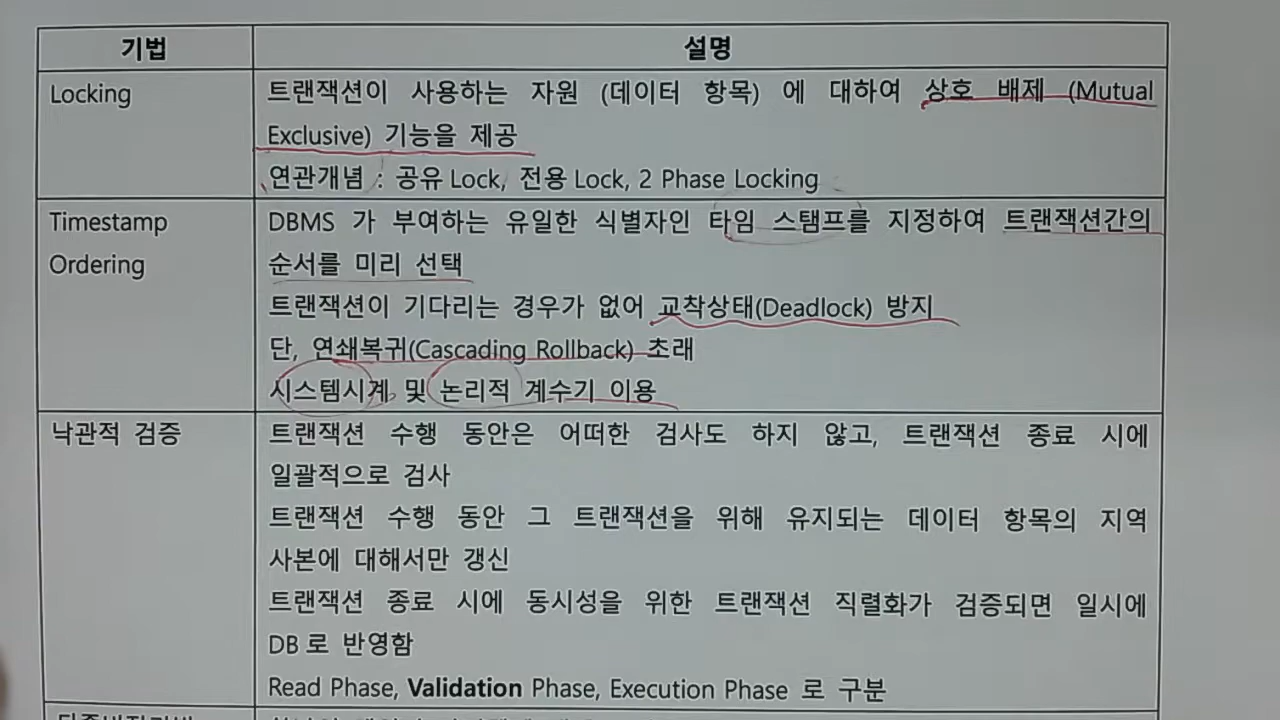 기법
설명
Locking
트랜잭션이 사용하는 자원 (데이터 항목) 에 대하여 상호 배제 (Mutual
Exclusive) 기능을 제공
연관개념 : 공유 Lock, 전용 Lock, 2 Phase Locking
Timestamp
Ordering
DBMS 가 부여하는 유일한 식별자인 타임 스탬프를 지정하여 트랜잭션간의
순서를 미리 선택
트랜잭션이 기다리는 경우가 없어 교착상태(Deadlock) 방지
단, 연쇄복귀(Cascading Rollback) 초래
시스템시계 및 논리적 계수기 이용
낙관적 검증
트랜잭션 수행 동안은 어떠한 검사도 하지 않고, 트랜잭션 종료 시에
일괄적으로 검사
트랜잭션 수행 동안 그 트랜잭션을 위해 유지되는 데이터 항목의 지역
사본에 대해서만 갱신
트랜잭션 종료 시에 동시성을 위한 트랜잭션 직렬화가 검증되면 일시에
DB 로 반영함
Read Phase, Validation Phase, Execution Phase 로 구분